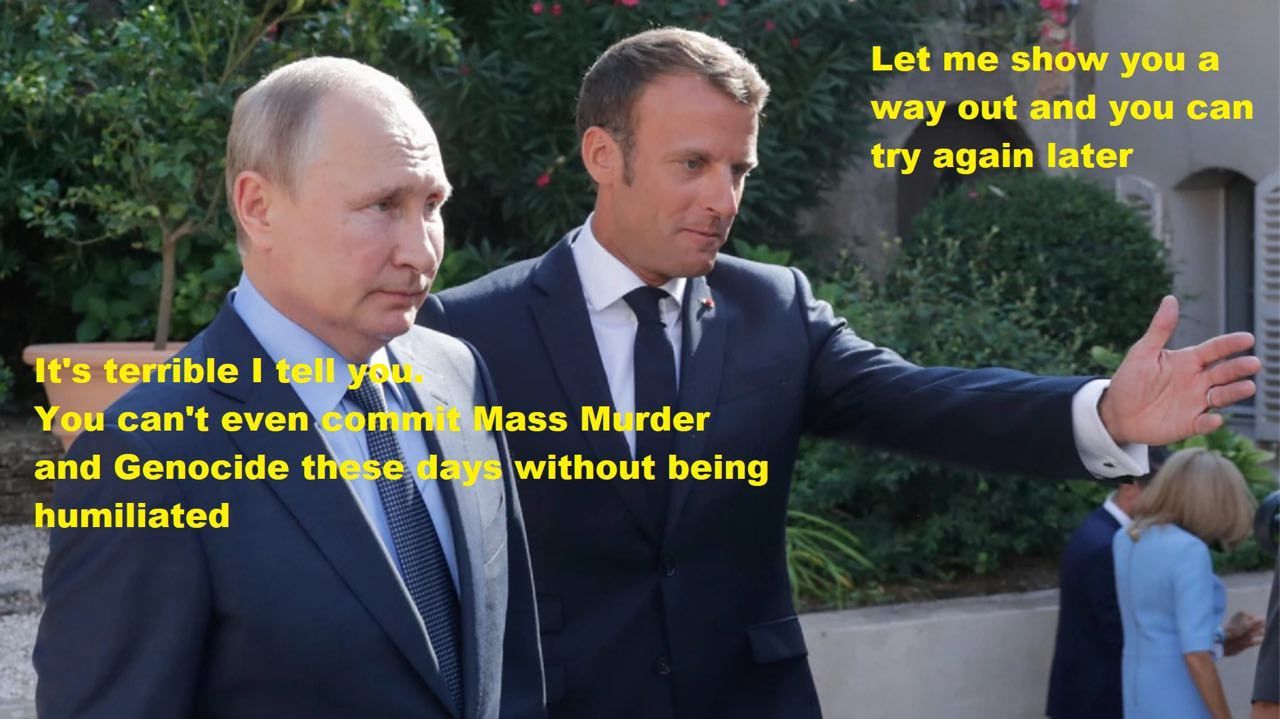 Let me show you a
way out and you can
try again later
It's terrible I tell you.
You can't even commit Mass Murder
and Genocide these days without being
humiliated